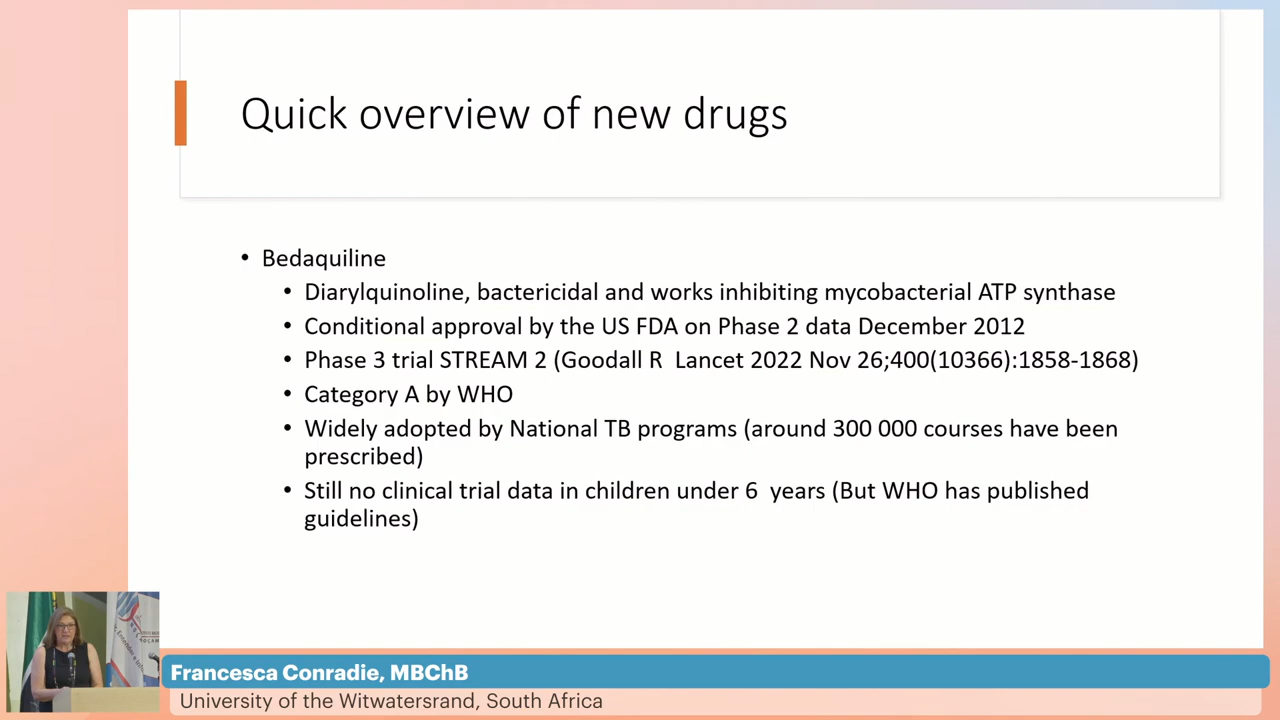 Quick overview of new drugs
• Bedaquiline
• Diarylquinoline, bactericidal and works inhibiting mycobacterial ATP synthase
• Conditional approval by the US FDA on Phase 2 data December 2012
• Phase 3 trial STREAM 2 (Goodall R  Lancet 2022 Nov 26;400(10366):1858-1868)
• Category A by WHO
• Widely adopted by National TB programs (around 300 000 courses have been
prescribed)
• Still no clinical trial data in children under 6  years (But WHO has published
guidelines)
Francesca Conradie, MBChB
University of the Witwatersrand, South Africa